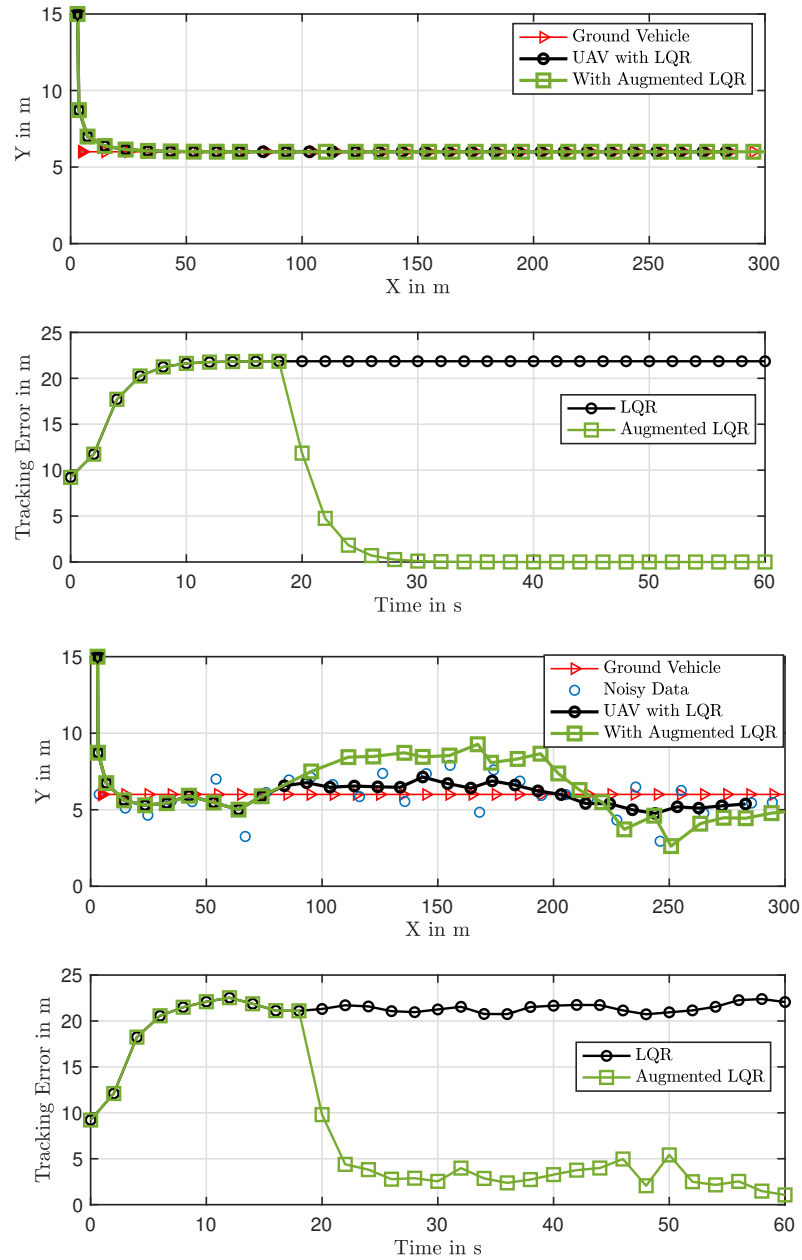 15
10
5
0
Y in m
Ground Vehicle
UAV with LQR
With Augmented LQR
0 50 100 150 200 250 300
X in m
25
20
15
10
5
0
Tracking Error in m
LQR
Augmented LQR
0 10 20 30 40 50 60
Time in s
15
10
5
0
Y in m
Ground Vehicle
Noisy Data
UAV with LQR
With Augmented LQR
0 50 100 150 200 250 300
X in m
25
20
15
10
5
0
Tracking Error in m
LQR
Augmented LQR
0 10 20 30 40 50 60
Time in s